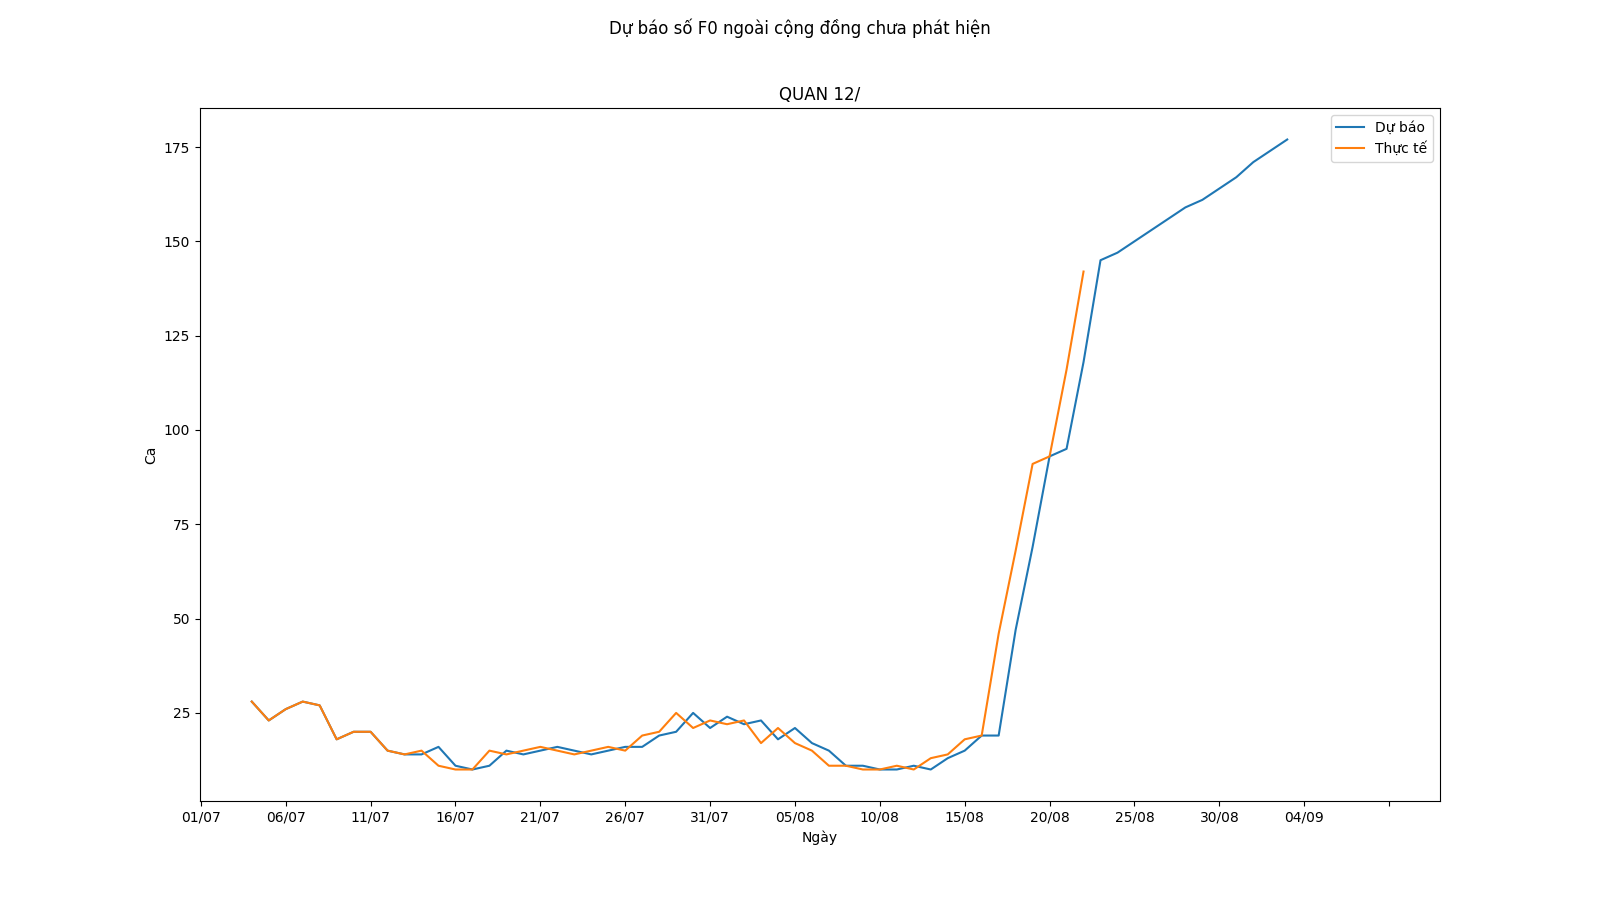 Dự báo số F0 ngoài cộng đồng chưa phát hiện
QUAN 12/
Dự báo
Thực tế
175
150
125
100
75
50
25
Ca
01/07 06/07 11/07 16/07 21/07 26/07 31/07 05/08 10/08 15/08 20/08 25/08 30/08 04/09
Ngày